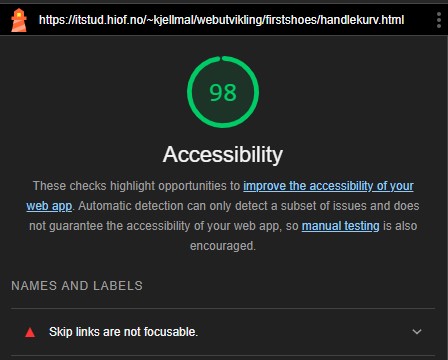 https://itstud.hiof.no/~kjellmal/webutvikling/firstshoes/handlekurv.html
98
Accessibility
These checks highlight opportunities to improve the accessibility of your
web app. Automatic detection can only detect a subset of issues and does
not guarantee the accessibility of your web app, so manual testing is also
encouraged.
NAMES AND LABELS
Skip links are not focusable.